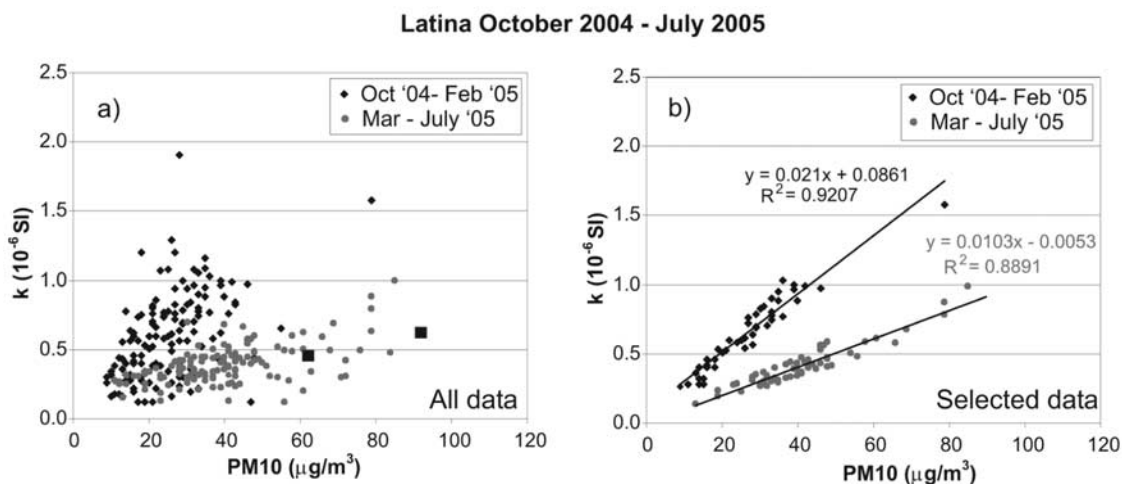 Latina October 2004 - July 2005
a)
◆ Oct ‘04- Feb ‘05
● Mar - July ‘05
2.5
2.0
1.5
1.0
0.5
0.0
k (10⁻⁶ SI)
All data
0
20
40
60
80
100
120
PM10 (μg/m³)
b)
◆ Oct ‘04- Feb ‘05
● Mar - July ‘05
2.5
2.0
1.5
1.0
0.5
0.0
k (10⁻⁶ SI)
y = 0.021x + 0.0861
R² = 0.9207
y = 0.0103x - 0.0053
R² = 0.8891
Selected data
0
20
40
60
80
100
120
PM10 (μg/m³)